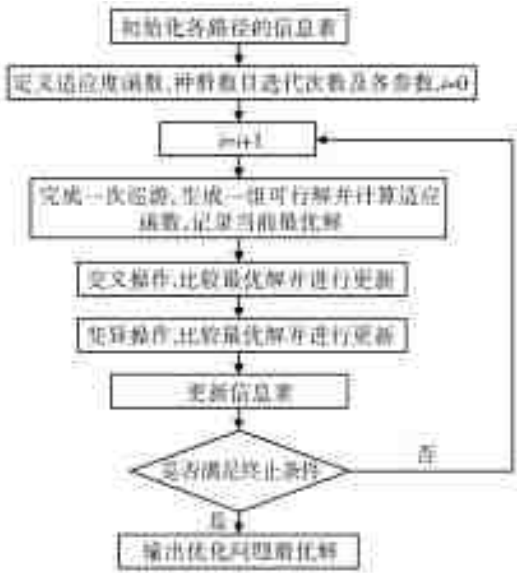 初始化各路径的信息素
定义适应度函数,种群数目迭代次数及各参数,i=0
i=i+1
完成一次巡游,生成一组可行解并计算适应
函数,记录当前最优解
交叉操作,比较最优解并进行更新
变异操作,比较最优解并进行更新
更新信息素
是否满足终止条件
否
是
输出优化问题最优解